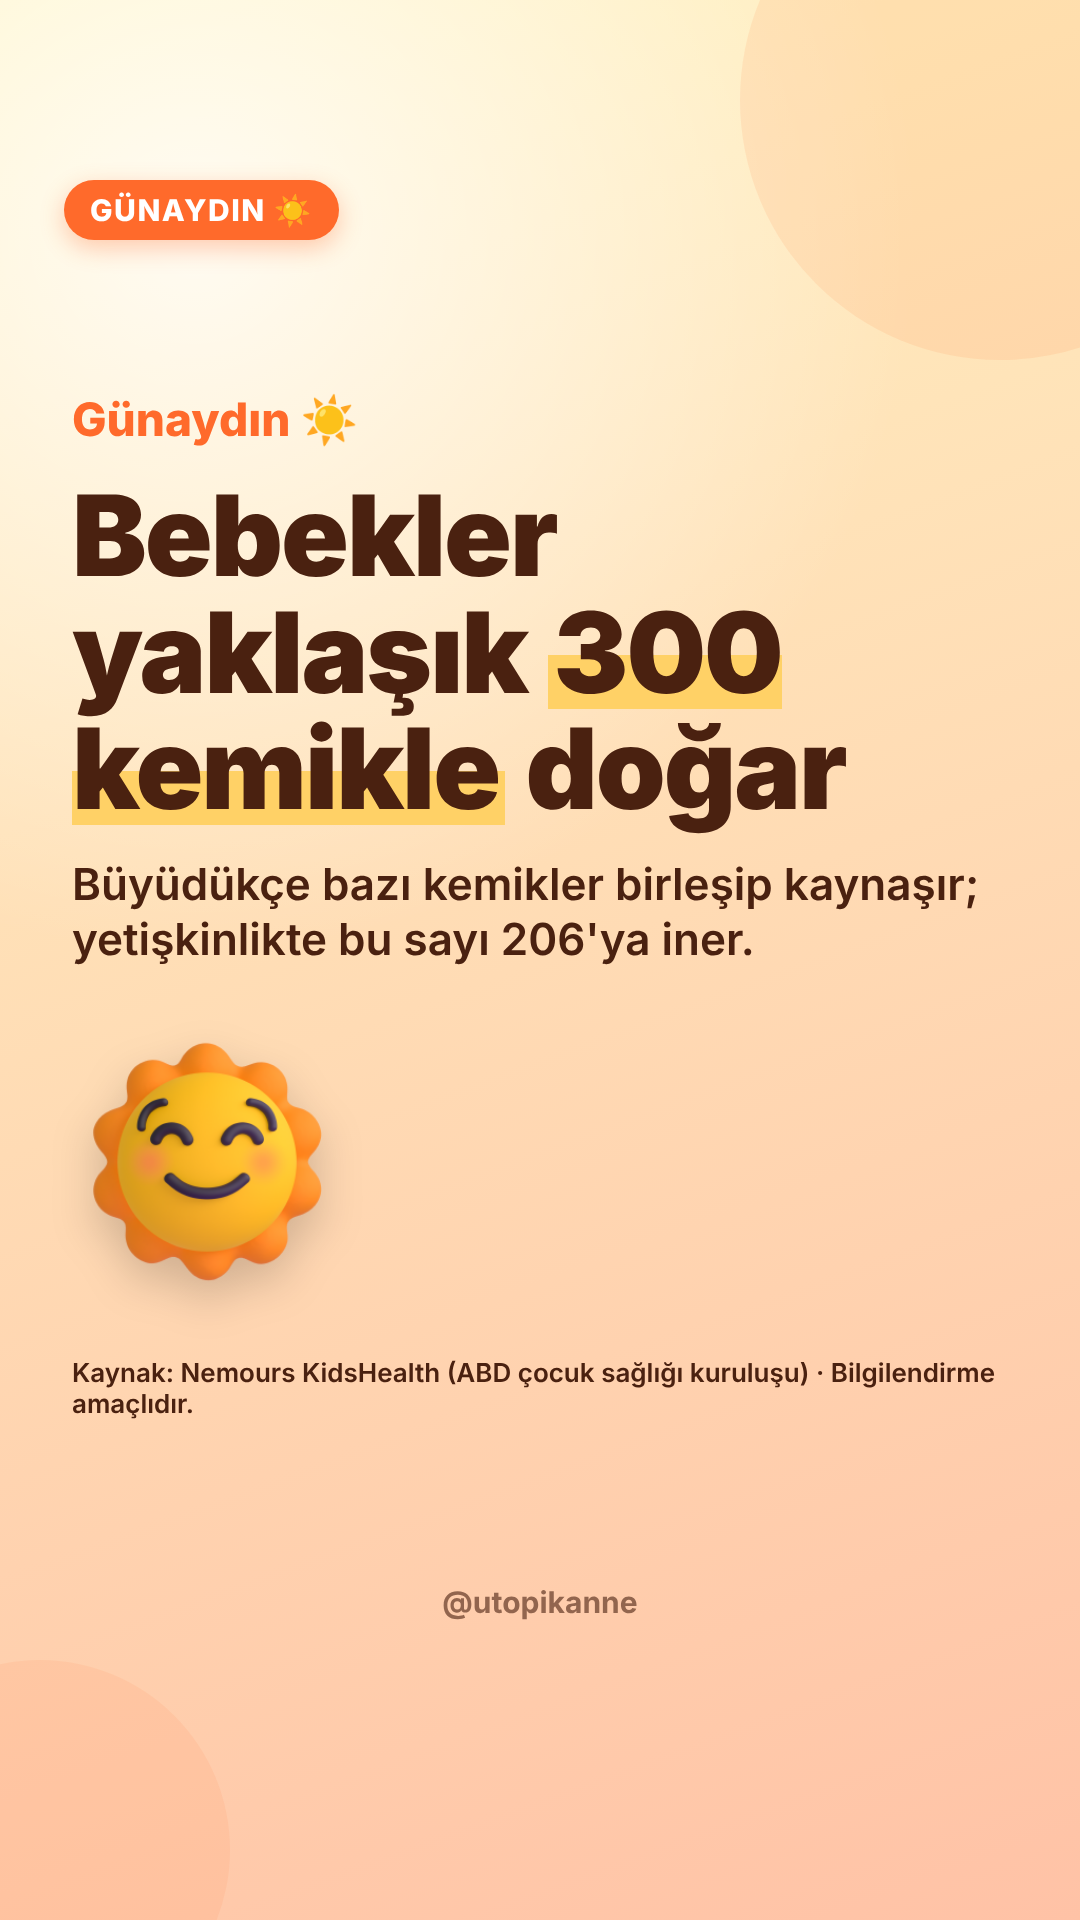 GÜNAYDIN ☀️
Günaydın ☀️
Bebekler
yaklaşık 300
kemikle doğar
Büyüdükçe bazı kemikler birleşip kaynaşır;
yetişkinlikte bu sayı 206'ya iner.
Kaynak: Nemours KidsHealth (ABD çocuk sağlığı kuruluşu) · Bilgilendirme
amaçlıdır.
@utopikanne